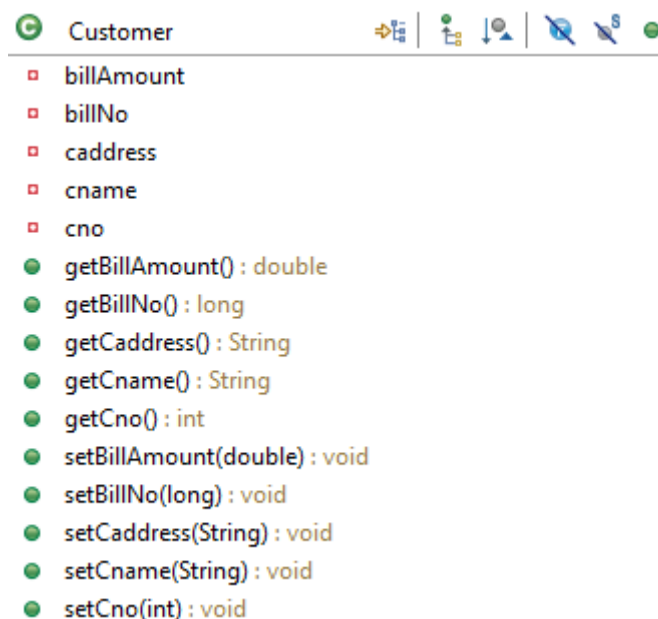 Customer
billAmount
billNo
caddress
cname
cno
getBillAmount() : double
getBillNo() : long
getCaddress() : String
getCname() : String
getCno() : int
setBillAmount(double) : void
setBillNo(long) : void
setCaddress(String) : void
setCname(String) : void
setCno(int) : void